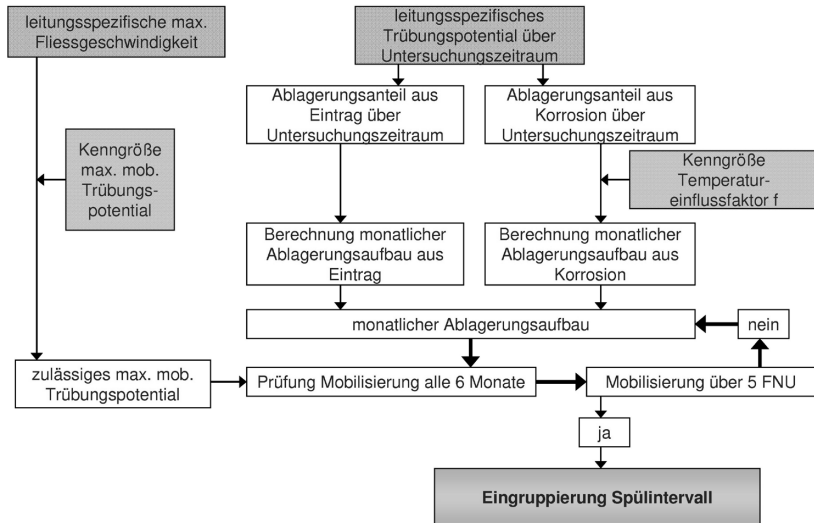 leitungsspezifische max.
Fliessgeschwindigkeit
leitungsspezifisches
Trübungspotential über
Untersuchungszeitraum
Ablagerungsanteil aus
Eintrag über
Untersuchungszeitraum
Ablagerungsanteil aus
Korrosion über
Untersuchungszeitraum
Kenngröße
max. mob.
Trübungs-
potential
Kenngröße
Temperatur-
einflussfaktor f
Berechnung monatlicher
Ablagerungsaufbau aus
Eintrag
Berechnung monatlicher
Ablagerungsaufbau aus
Korrosion
monatlicher Ablagerungsaufbau
nein
zulässiges max. mob.
Trübungspotential
Prüfung Mobilisierung alle 6 Monate
Mobilisierung über 5 FNU
ja
Eingruppierung Spülintervall